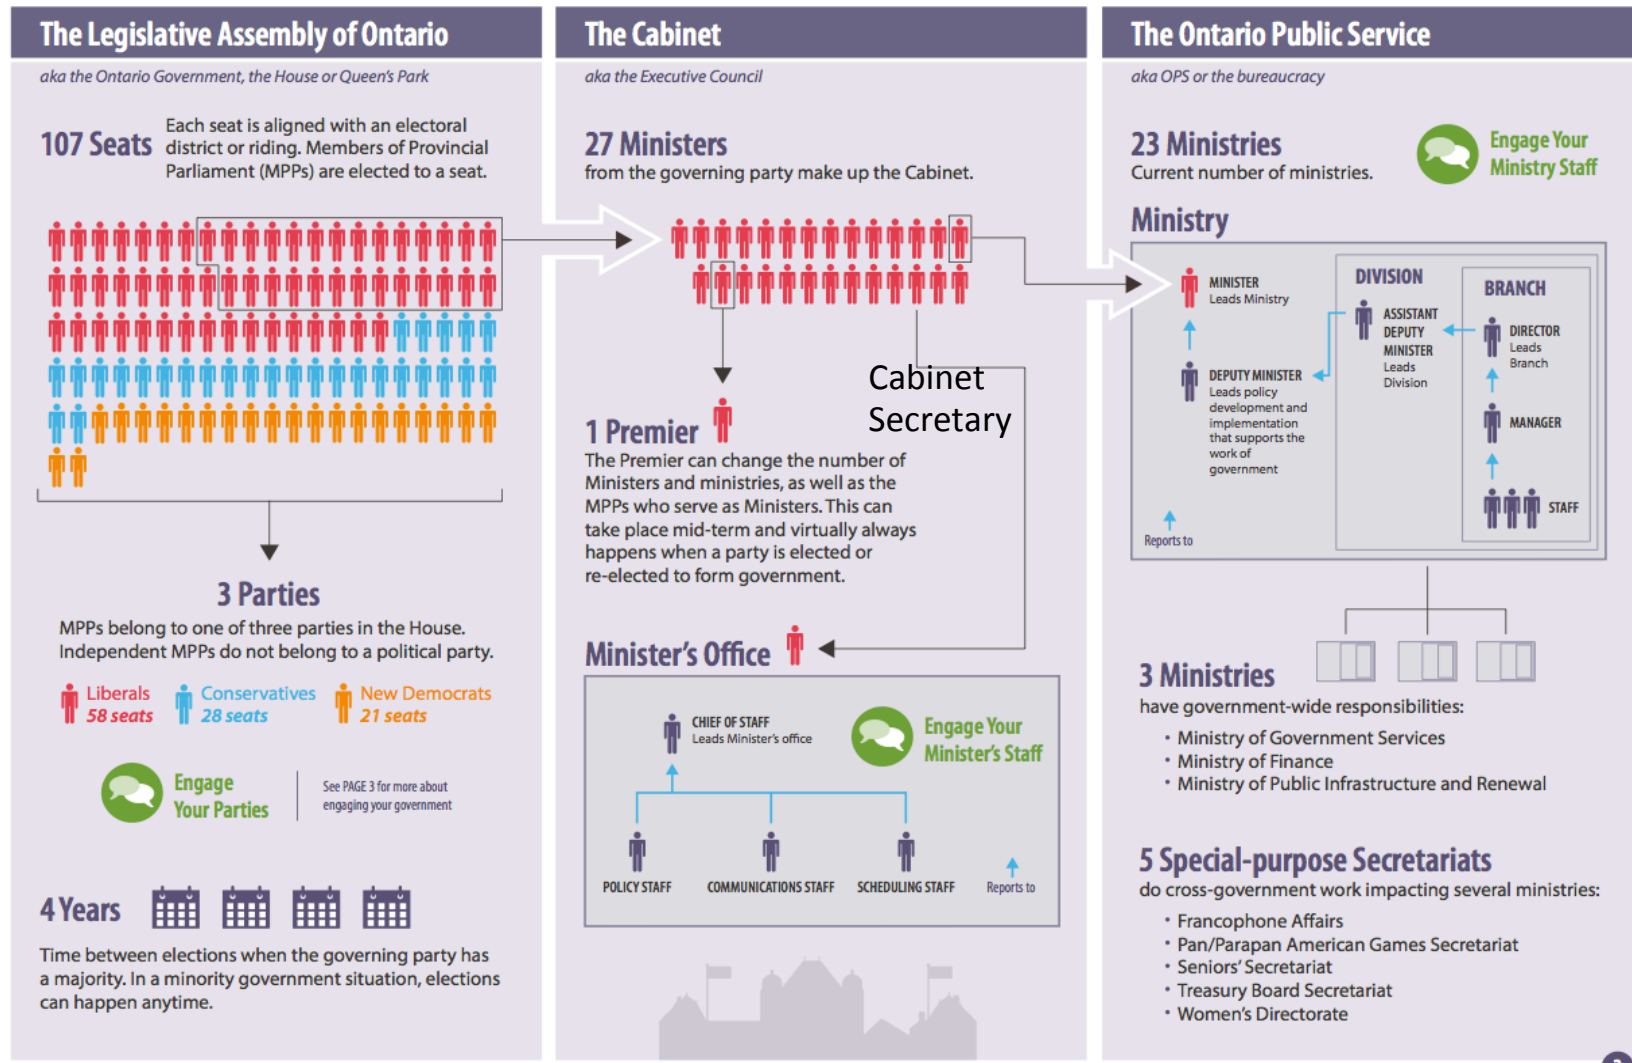 The Legislative Assembly of Ontario
aka the Ontario Government, the House or Queen's Park
107 Seats
Each seat is aligned with an electoral
district or riding. Members of Provincial
Parliament (MPPs) are elected to a seat.
3 Parties
MPPs belong to one of three parties in the House.
Independent MPPs do not belong to a political party.
Liberals
58 seats
Conservatives
28 seats
New Democrats
21 seats
Engage
Your Parties
See PAGE 3 for more about
engaging your government
4 Years
Time between elections when the governing party has
a majority. In a minority government situation, elections
can happen anytime.
The Cabinet
aka the Executive Council
27 Ministers
from the governing party make up the Cabinet.
Cabinet
Secretary
1 Premier
The Premier can change the number of
Ministers and ministries, as well as the
MPPs who serve as Ministers. This can
take place mid-term and virtually always
happens when a party is elected or
re-elected to form government.
Minister's Office
CHIEF OF STAFF
Leads Minister's office
Engage Your
Minister's Staff
POLICY STAFF
COMMUNICATIONS STAFF
SCHEDULING STAFF
Reports to
The Ontario Public Service
aka OPS or the bureaucracy
23 Ministries
Current number of ministries.
Engage Your
Ministry Staff
Ministry
MINISTER
Leads Ministry
DEPUTY MINISTER
Leads policy
development and
implementation
that supports the
work of
government
Reports to
DIVISION
ASSISTANT
DEPUTY
MINISTER
Leads
Division
BRANCH
DIRECTOR
Leads
Branch
MANAGER
STAFF
3 Ministries
have government-wide responsibilities:
• Ministry of Government Services
• Ministry of Finance
• Ministry of Public Infrastructure and Renewal
5 Special-purpose Secretariats
do cross-government work impacting several ministries:
• Francophone Affairs
• Pan/Parapan American Games Secretariat
• Seniors' Secretariat
• Treasury Board Secretariat
• Women's Directorate